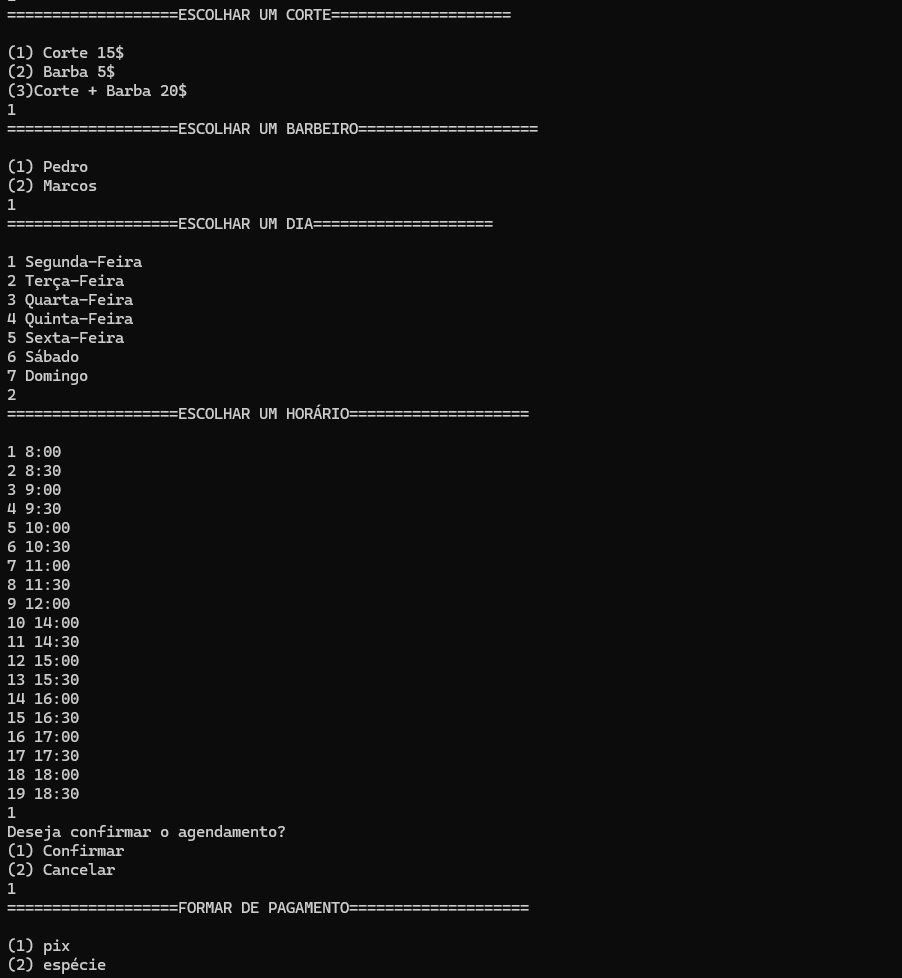 ===================ESCOLHAR UM CORTE====================
(1) Corte 15$
(2) Barba 5$
(3)Corte + Barba 20$
1
===================ESCOLHAR UM BARBEIRO====================
(1) Pedro
(2) Marcos
1
===================ESCOLHAR UM DIA====================
1 Segunda-Feira
2 Terça-Feira
3 Quarta-Feira
4 Quinta-Feira
5 Sexta-Feira
6 Sábado
7 Domingo
2
===================ESCOLHAR UM HORÁRIO====================
1 8:00
2 8:30
3 9:00
4 9:30
5 10:00
6 10:30
7 11:00
8 11:30
9 12:00
10 14:00
11 14:30
12 15:00
13 15:30
14 16:00
15 16:30
16 17:00
17 17:30
18 18:00
19 18:30
1
Deseja confirmar o agendamento?
(1) Confirmar
(2) Cancelar
1
===================FORMAR DE PAGAMENTO====================
(1) pix
(2) espécie